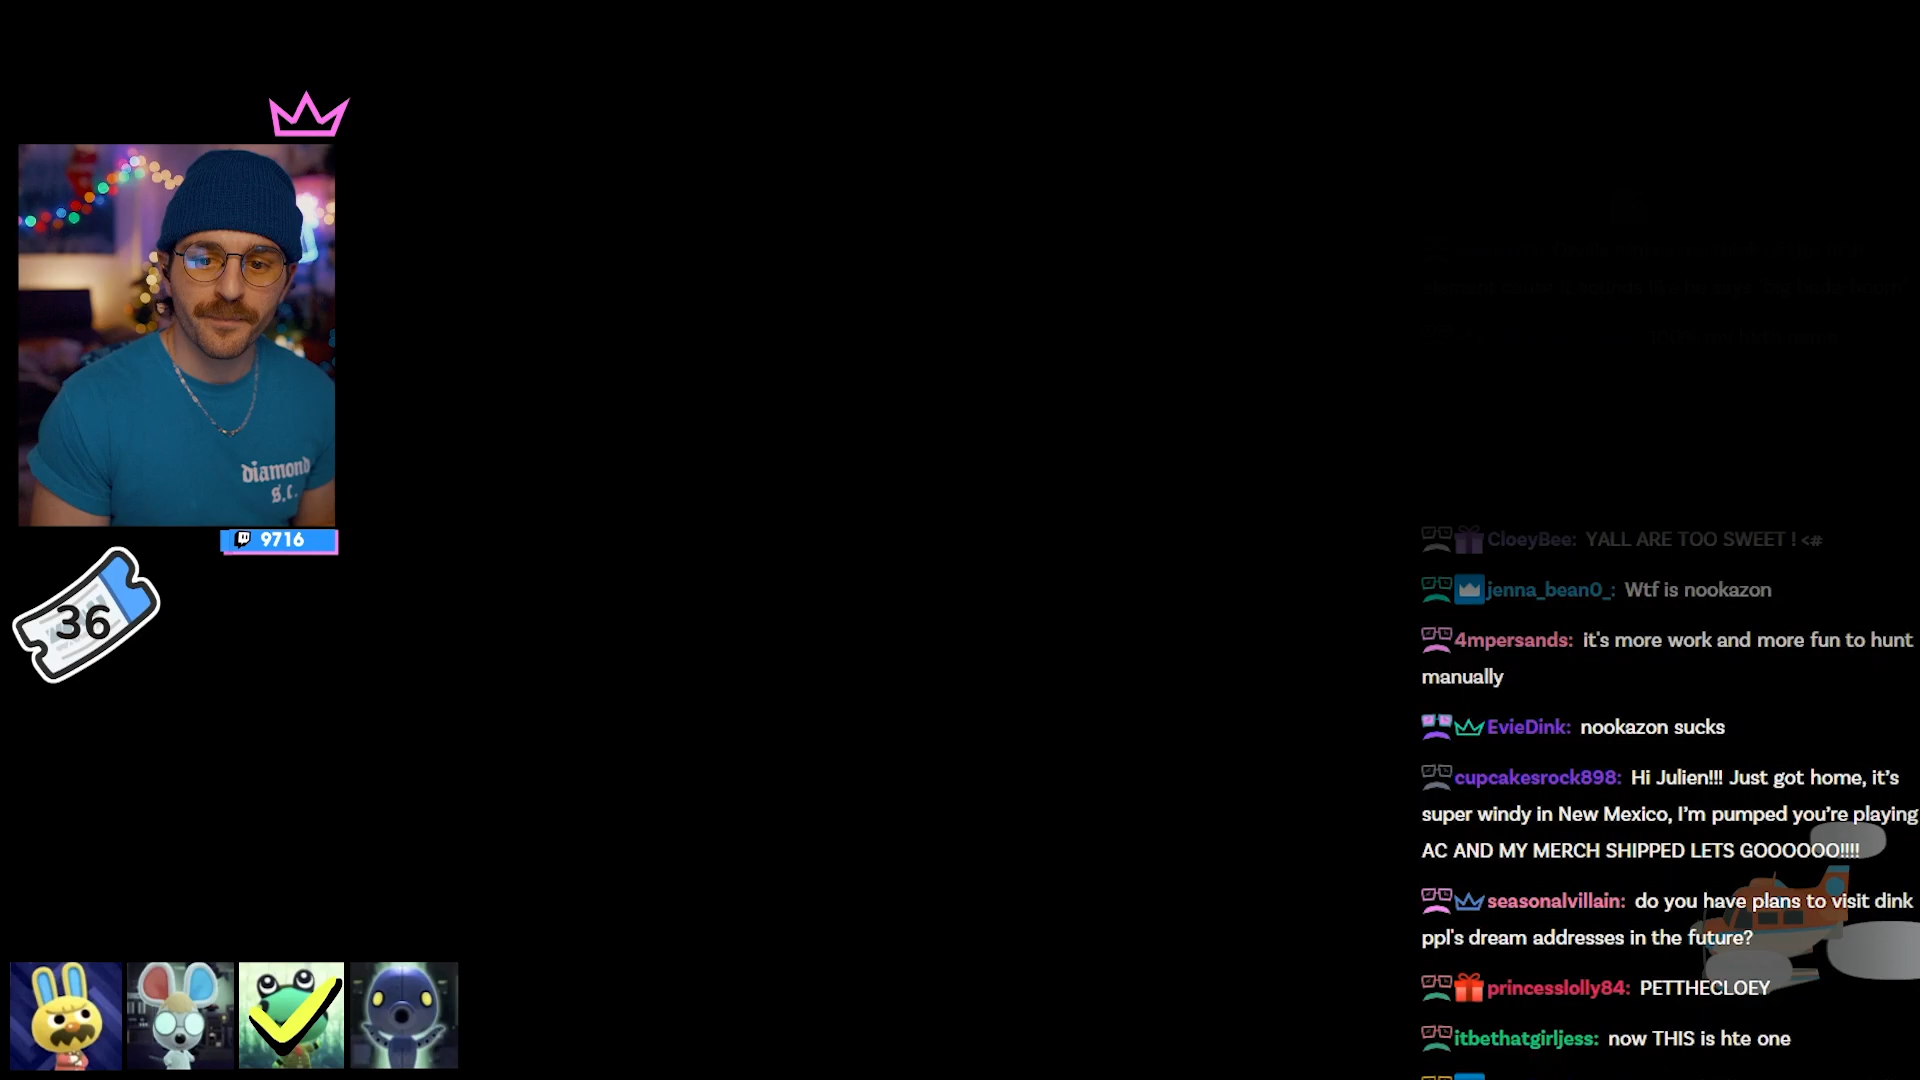 diamond
s.c.
9716
36
CloeyBee: YALL ARE TOO SWEET ! <#
jenna_bean0_: Wtf is nookazon
4mpersands: it's more work and more fun to hunt
manually
EvieDink: nookazon sucks
cupcakesrock898: Hi Julien!!! Just got home, it’s
super windy in New Mexico, I’m pumped you’re playing
AC AND MY MERCH SHIPPED LETS GOOOOOO!!!!
seasonalvillain: do you have plans to visit dink
ppl's dream addresses in the future?
princesslolly84: PETTHECLOEY
itbethatgirljess: now THIS is hte one